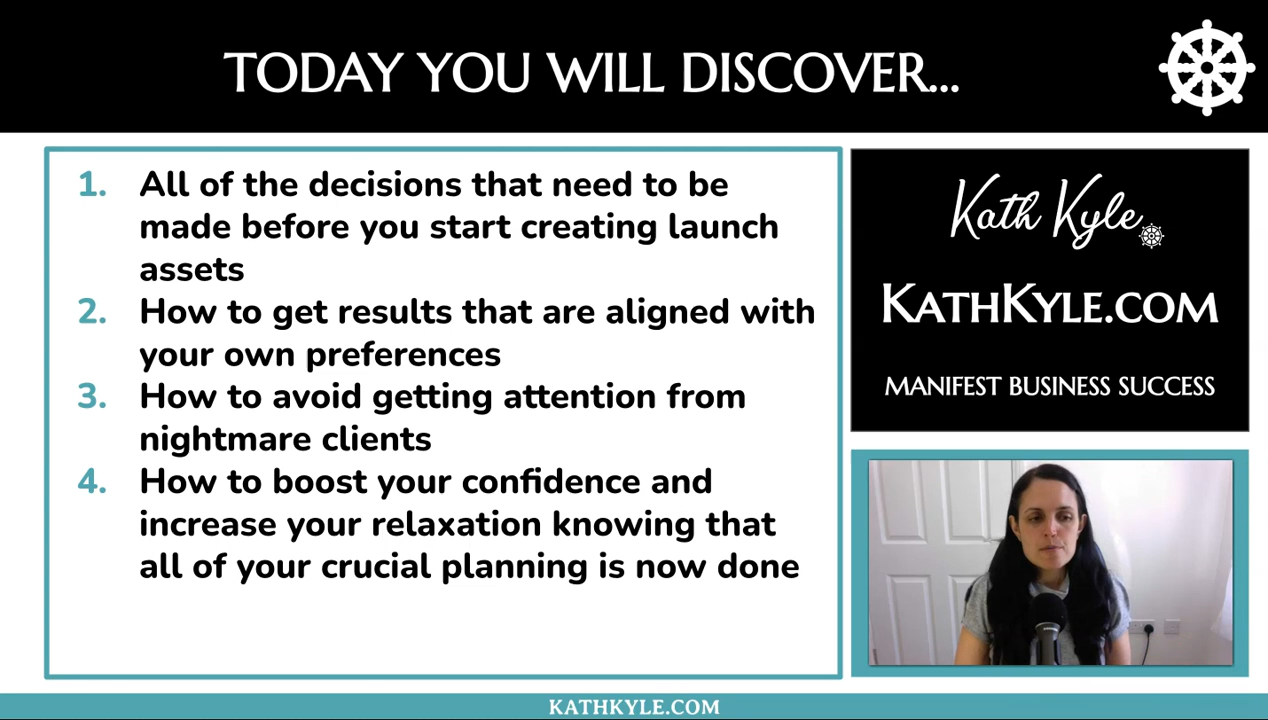 TODAY YOU WILL DISCOVER...
1. All of the decisions that need to be
made before you start creating launch
assets
2. How to get results that are aligned with
your own preferences
3. How to avoid getting attention from
nightmare clients
4. How to boost your confidence and
increase your relaxation knowing that
all of your crucial planning is now done
Kath Kyle
KATHKYLE.COM
MANIFEST BUSINESS SUCCESS
KATHKYLE.COM